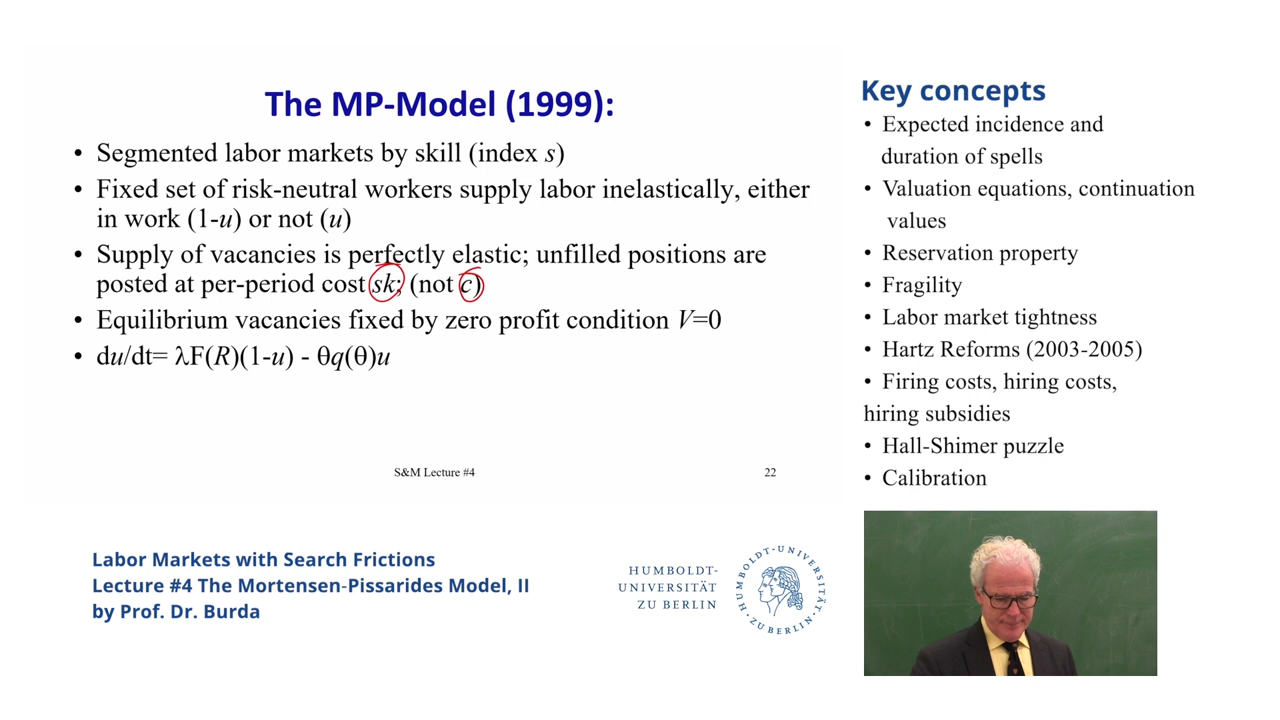 The MP-Model (1999):
• Segmented labor markets by skill (index s)
• Fixed set of risk-neutral workers supply labor inelastically, either
in work (1-u) or not (u)
• Supply of vacancies is perfectly elastic; unfilled positions are
posted at per-period cost sk; (not c)
• Equilibrium vacancies fixed by zero profit condition V=0
• du/dt= λF(R)(1-u) - θq(θ)u
S&M Lecture #4
22
Key concepts
• Expected incidence and
duration of spells
• Valuation equations, continuation
values
• Reservation property
• Fragility
• Labor market tightness
• Hartz Reforms (2003-2005)
• Firing costs, hiring costs,
hiring subsidies
• Hall-Shimer puzzle
• Calibration
Labor Markets with Search Frictions
Lecture #4 The Mortensen-Pissarides Model, II
by Prof. Dr. Burda
HUMBOLDT-
UNIVERSITÄT
ZU BERLIN
HUMBOLDT-UNIVERSITÄT
ZU BERLIN